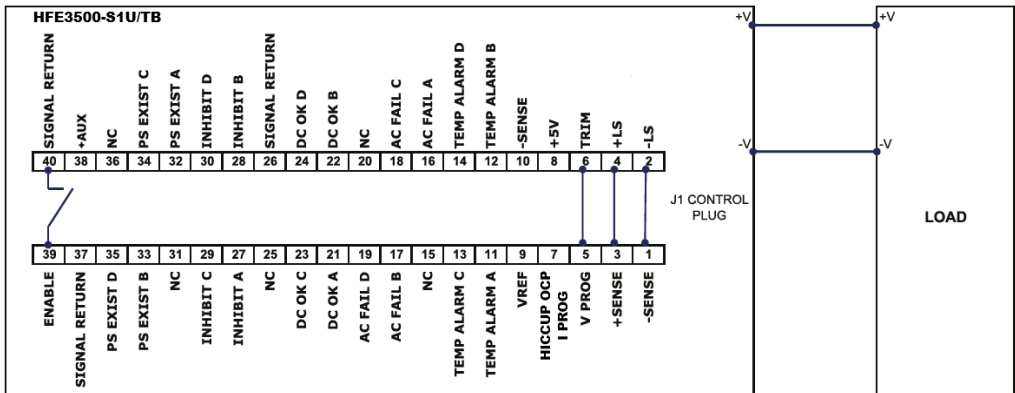 HFE3500-S1U/TB
SIGNAL RETURN
+AUX
NC
PS EXIST C
PS EXIST A
INHIBIT D
INHIBIT B
SIGNAL RETURN
DC OK D
DC OK B
NC
AC FAIL C
AC FAIL A
TEMP ALARM D
TEMP ALARM B
-SENSE
+5V
TRIM
+LS
-LS
40 38 36 34 32 30 28 26 24 22 20 18 16 14 12 10 8 6 4 2
39 37 35 33 31 29 27 25 23 21 19 17 15 13 11 9 7 5 3 1
ENABLE
SIGNAL RETURN
PS EXIST D
PS EXIST B
NC
INHIBIT C
INHIBIT A
NC
DC OK C
DC OK A
AC FAIL D
AC FAIL B
NC
TEMP ALARM C
TEMP ALARM A
VREF
HICCUP OCP
I PROG
V PROG
+SENSE
-SENSE
J1 CONTROL
PLUG
+V
+V
-V
-V
LOAD